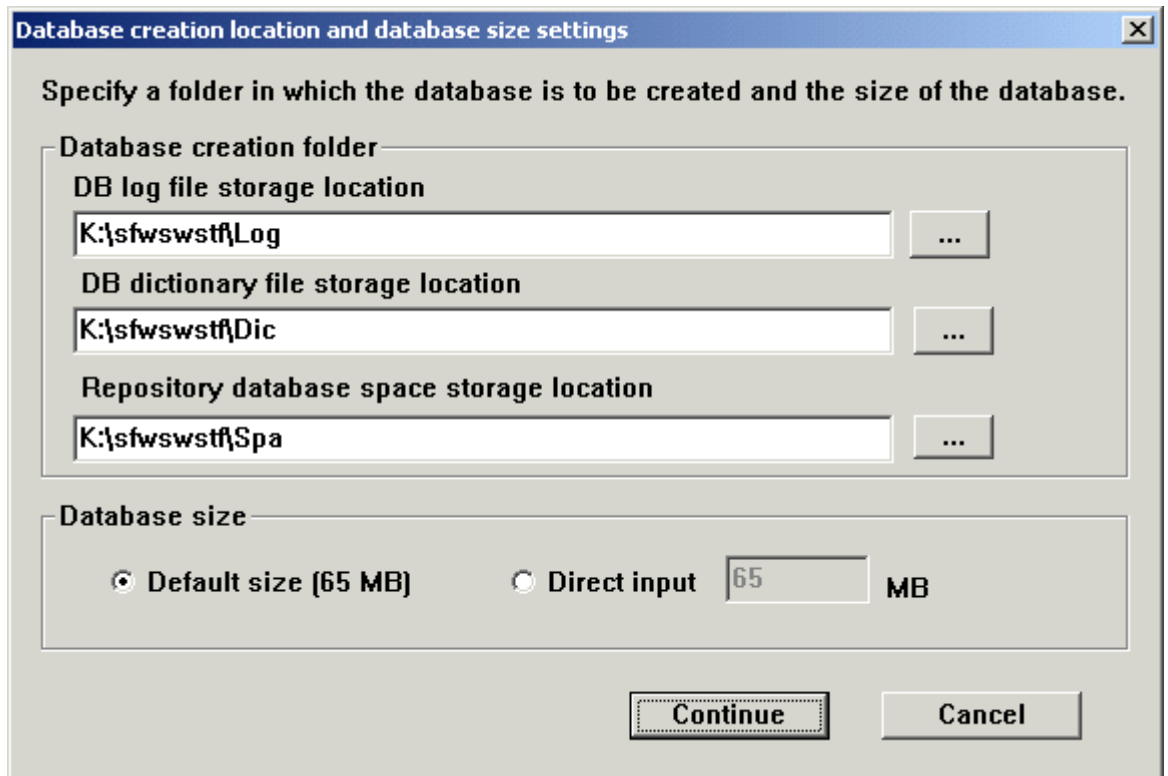 Database creation location and database size settings
Specify a folder in which the database is to be created and the size of the database.
Database creation folder
DB log file storage location
K:\sfwswstf\Log
...
DB dictionary file storage location
K:\sfwswstf\Dic
...
Repository database space storage location
K:\sfwswstf\Spa
...
Database size
Default size (65 MB) Direct input 65 MB
Continue Cancel